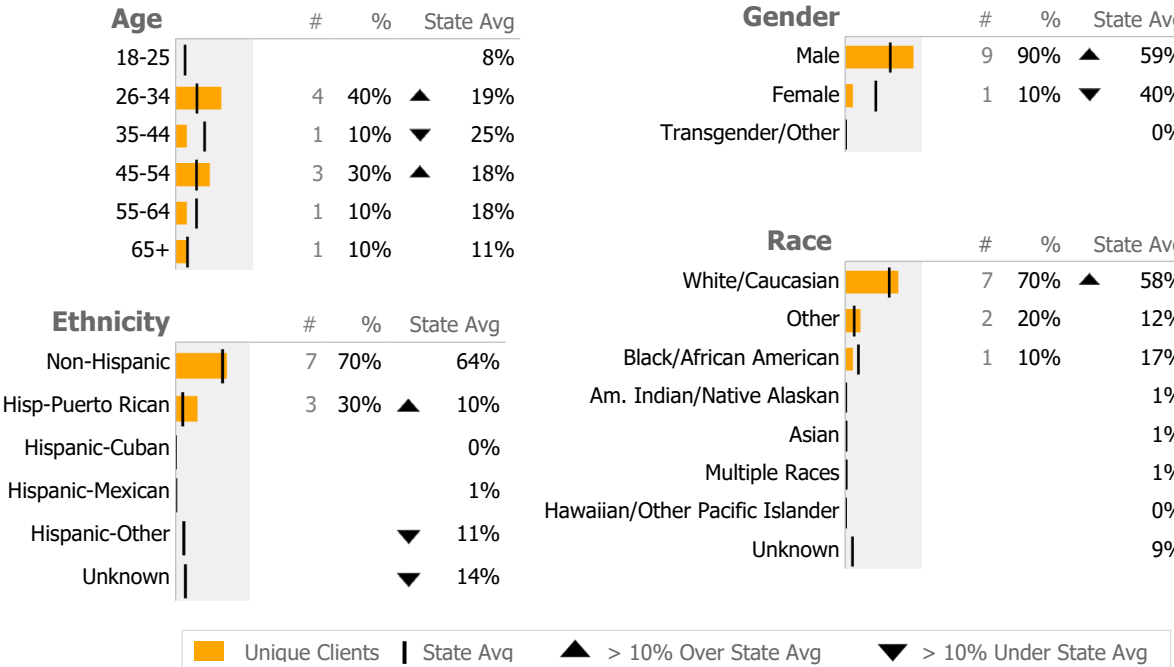 Age # % State Avg
18-25 8%
26-34 4 40% ▲ 19%
35-44 1 10% ▼ 25%
45-54 3 30% ▲ 18%
55-64 1 10% 18%
65+ 1 10% 11%
Ethnicity # % State Avg
Non-Hispanic 7 70% 64%
Hisp-Puerto Rican 3 30% ▲ 10%
Hispanic-Cuban 0%
Hispanic-Mexican 1%
Hispanic-Other ▼ 11%
Unknown ▼ 14%
Gender # % State Avg
Male 9 90% ▲ 59%
Female 1 10% ▼ 40%
Transgender/Other 0%
Race # % State Avg
White/Caucasian 7 70% ▲ 58%
Other 2 20% 12%
Black/African American 1 10% 17%
Am. Indian/Native Alaskan 1%
Asian 1%
Multiple Races 1%
Hawaiian/Other Pacific Islander 0%
Unknown 9%
Unique Clients State Avg ▲ > 10% Over State Avg ▼ > 10% Under State Avg